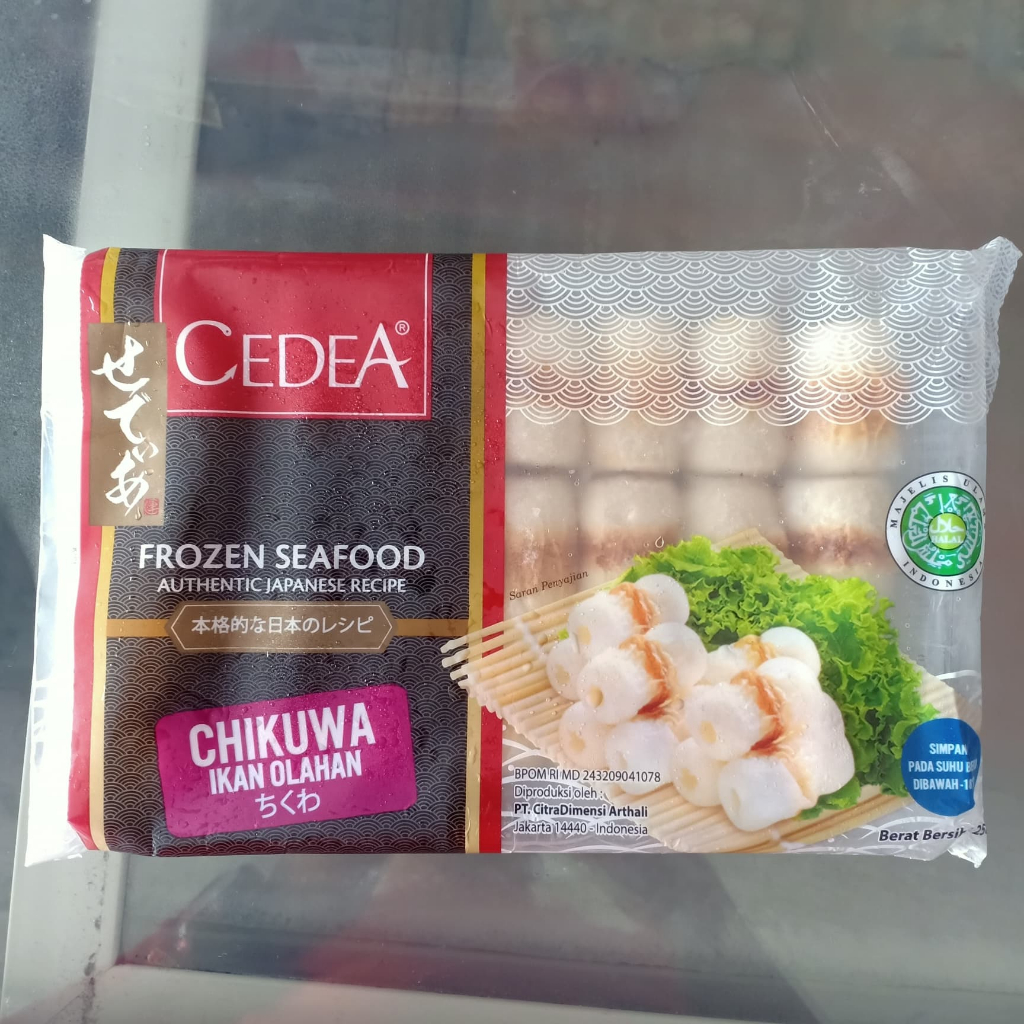 CEDEA®
せでぃあ
FROZEN SEAFOOD
AUTHENTIC JAPANESE RECIPE
本格的な日本のレシピ
CHIKUWA
IKAN OLAHAN
ちくわ
Saran Penyajian
MAJELIS
HALAL
INDONESIA
BPOM RI MD 243209041078
Diproduksi oleh :
PT. CitraDimensi Arthali
Jakarta 14440 - Indonesia
SIMPAN
PADA SUHU
DIBAWAH
Berat